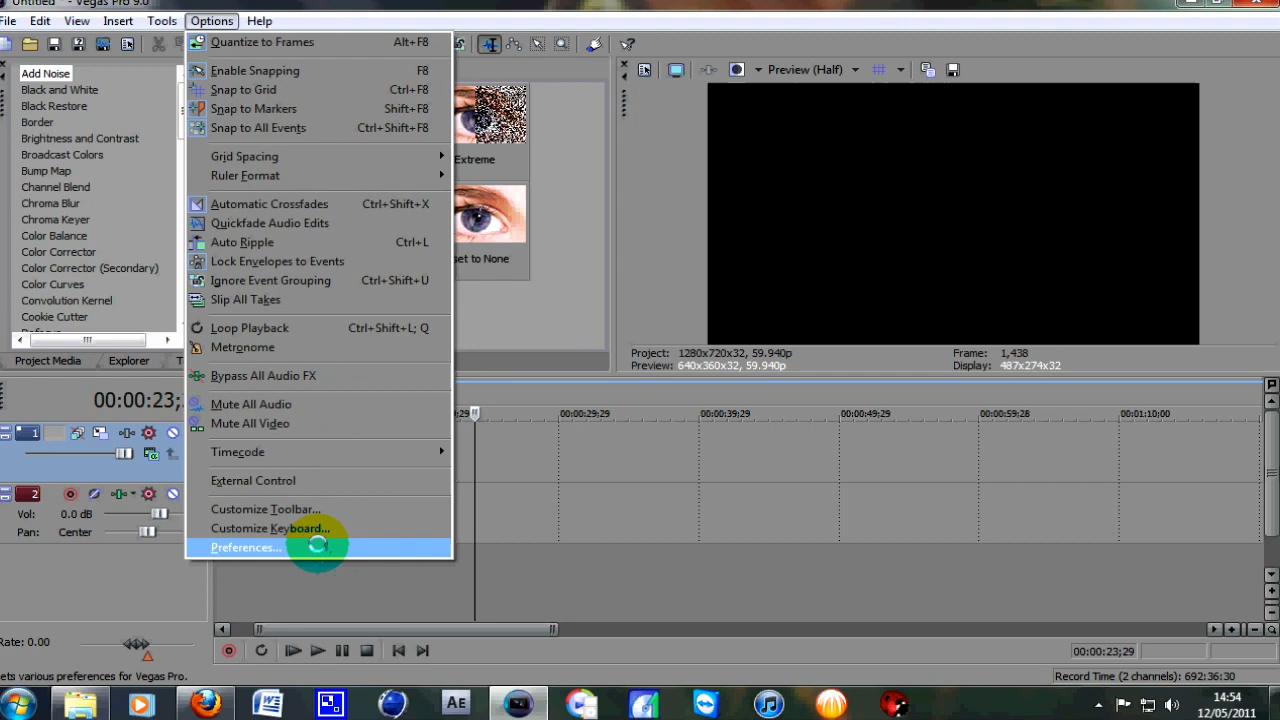 Untitled * - Vegas Pro 9.0
File Edit View Insert Tools Options Help
Quantize to Frames Alt+F8
Enable Snapping F8
Snap to Grid Ctrl+F8
Snap to Markers Shift+F8
Snap to All Events Ctrl+Shift+F8
Grid Spacing
Ruler Format
Automatic Crossfades Ctrl+Shift+X
Quickfade Audio Edits
Auto Ripple Ctrl+L
Lock Envelopes to Events
Ignore Event Grouping Ctrl+Shift+U
Slip All Takes
Loop Playback Ctrl+Shift+L; Q
Metronome
Bypass All Audio FX
Mute All Audio
Mute All Video
Timecode
External Control
Customize Toolbar...
Customize Keyboard...
Preferences...
Add Noise
Black and White
Black Restore
Border
Brightness and Contrast
Broadcast Colors
Bump Map
Channel Blend
Chroma Blur
Chroma Keyer
Color Balance
Color Corrector
Color Corrector (Secondary)
Color Curves
Convolution Kernel
Cookie Cutter
Project Media Explorer T
Extreme
set to None
Preview (Half)
Project: 1280x720x32, 59.940p
Preview: 640x360x32, 59.940p
Frame: 1,438
Display: 487x274x32
00:00:23;
:29 00:00:29;29 00:00:39;29 00:00:49;29 00:00:59;28 00:01:10;00
1
2
Vol: 0.0 dB
Pan: Center
Rate: 0.00
00:00:23;29
ets various preferences for Vegas Pro.
Record Time (2 channels): 692:36:30
AE
14:54
12/05/2011